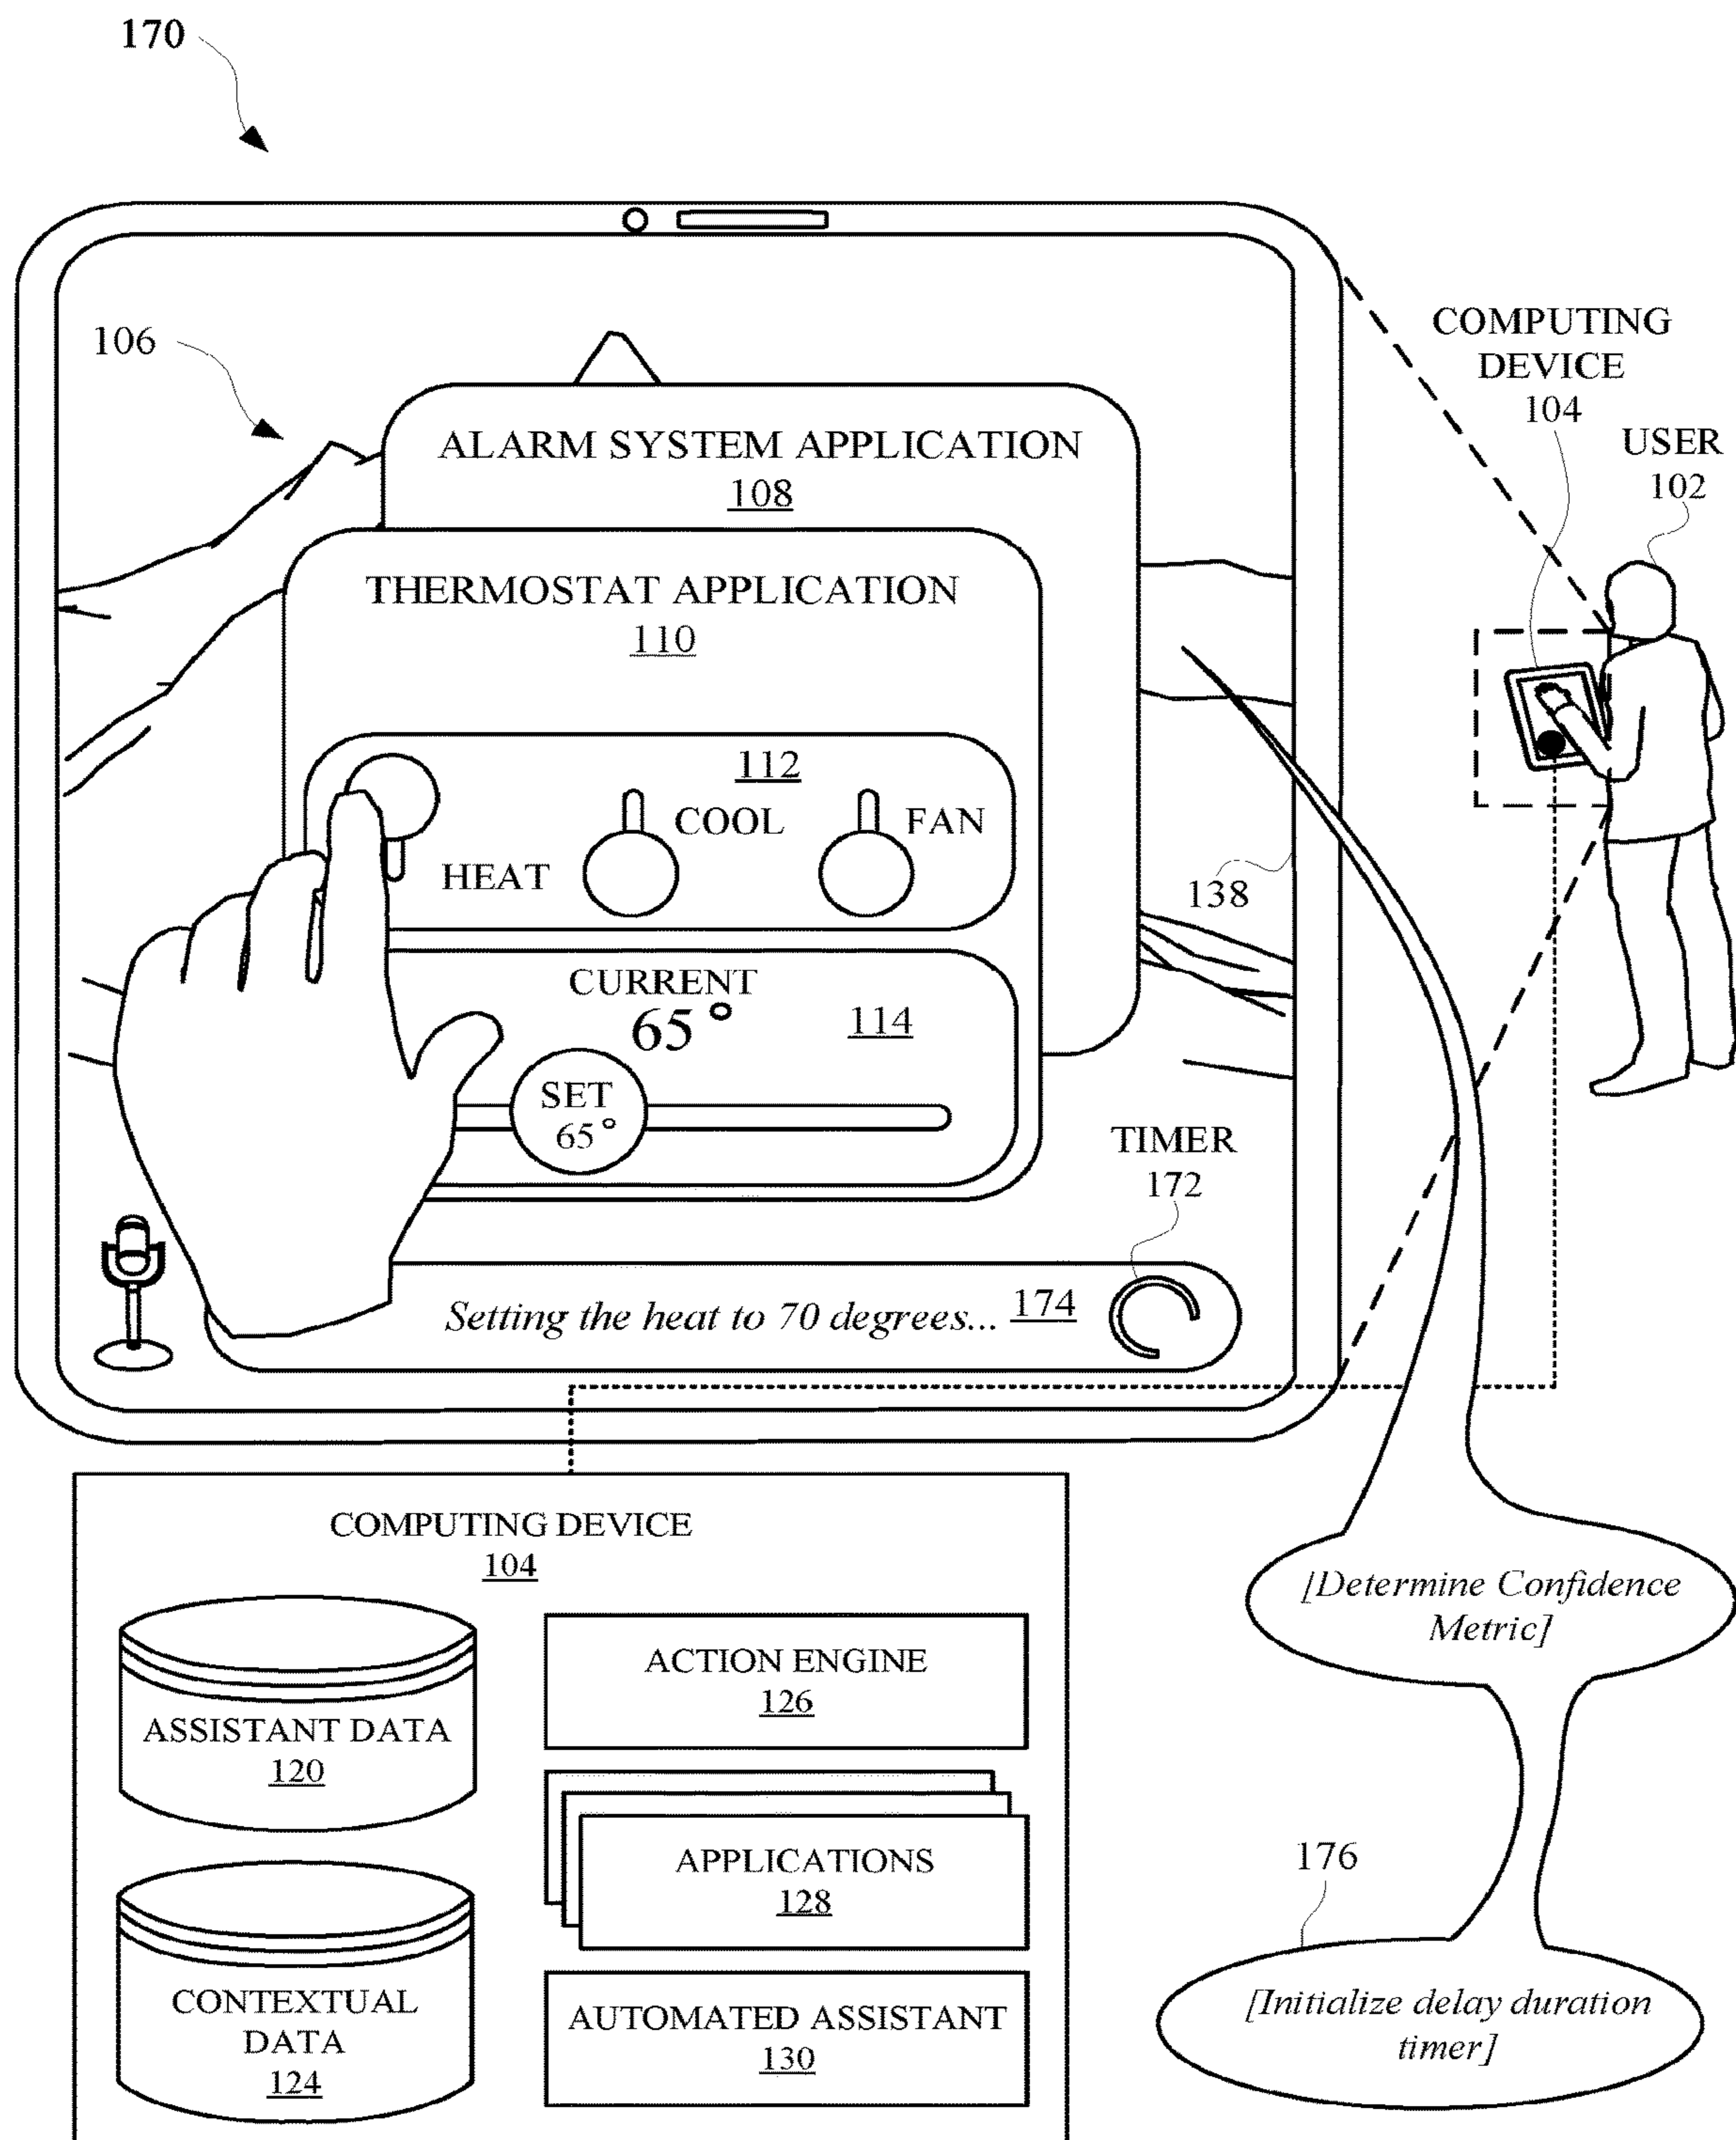 170
106
COMPUTING
DEVICE
104
USER
102
ALARM SYSTEM APPLICATION
108
THERMOSTAT APPLICATION
110
112
HEAT
COOL
FAN
138
CURRENT
65°
114
SET
65°
TIMER
172
Setting the heat to 70 degrees... 174
COMPUTING DEVICE
104
ASSISTANT DATA
120
CONTEXTUAL
DATA
124
ACTION ENGINE
126
APPLICATIONS
128
AUTOMATED ASSISTANT
130
[Determine Confidence
Metric]
176
[Initialize delay duration
timer]